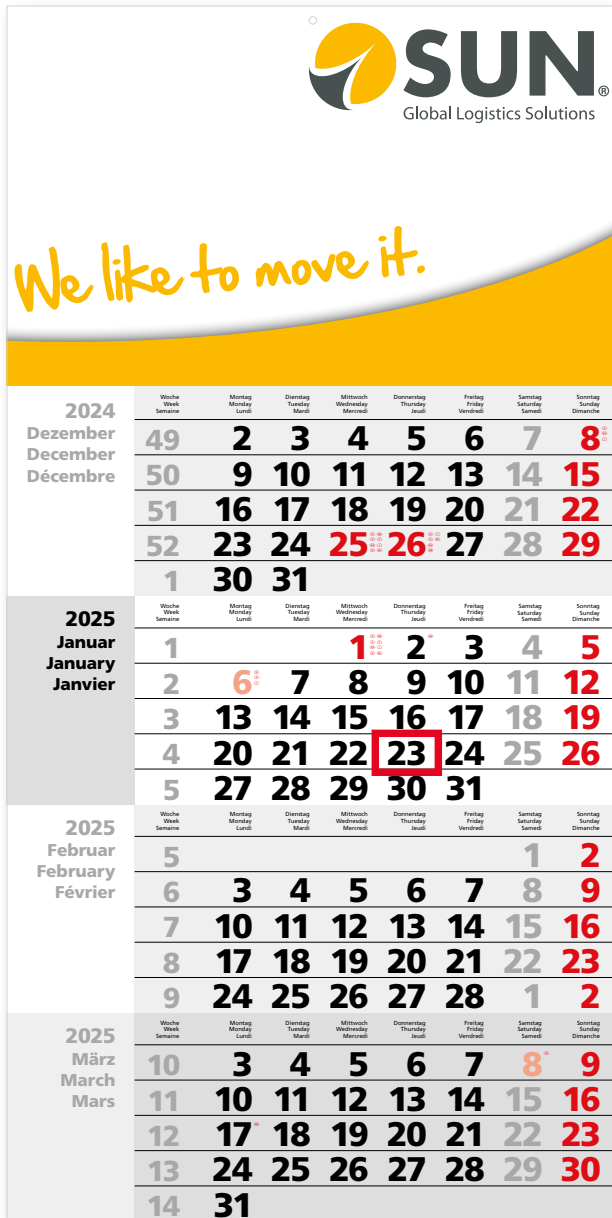 SUN®
Global Logistics Solutions
We like to move it.
2024
Dezember
December
Décembre
Woche Montag Dienstag Mittwoch Donnerstag Freitag Samstag Sonntag
Week Monday Tuesday Wednesday Thursday Friday Saturday Sunday
Semaine Lundi Mardi Mercredi Jeudi Vendredi Samedi Dimanche
49 2 3 4 5 6 7 8
50 9 10 11 12 13 14 15
51 16 17 18 19 20 21 22
52 23 24 25 26 27 28 29
1 30 31
2025
Januar
January
Janvier
Woche Montag Dienstag Mittwoch Donnerstag Freitag Samstag Sonntag
Week Monday Tuesday Wednesday Thursday Friday Saturday Sunday
Semaine Lundi Mardi Mercredi Jeudi Vendredi Samedi Dimanche
1 1 2 3 4 5
2 6 7 8 9 10 11 12
3 13 14 15 16 17 18 19
4 20 21 22 23 24 25 26
5 27 28 29 30 31
2025
Februar
February
Février
Woche Montag Dienstag Mittwoch Donnerstag Freitag Samstag Sonntag
Week Monday Tuesday Wednesday Thursday Friday Saturday Sunday
Semaine Lundi Mardi Mercredi Jeudi Vendredi Samedi Dimanche
5 1 2
6 3 4 5 6 7 8 9
7 10 11 12 13 14 15 16
8 17 18 19 20 21 22 23
9 24 25 26 27 28 1 2
2025
März
March
Mars
Woche Montag Dienstag Mittwoch Donnerstag Freitag Samstag Sonntag
Week Monday Tuesday Wednesday Thursday Friday Saturday Sunday
Semaine Lundi Mardi Mercredi Jeudi Vendredi Samedi Dimanche
10 3 4 5 6 7 8 9
11 10 11 12 13 14 15 16
12 17 18 19 20 21 22 23
13 24 25 26 27 28 29 30
14 31